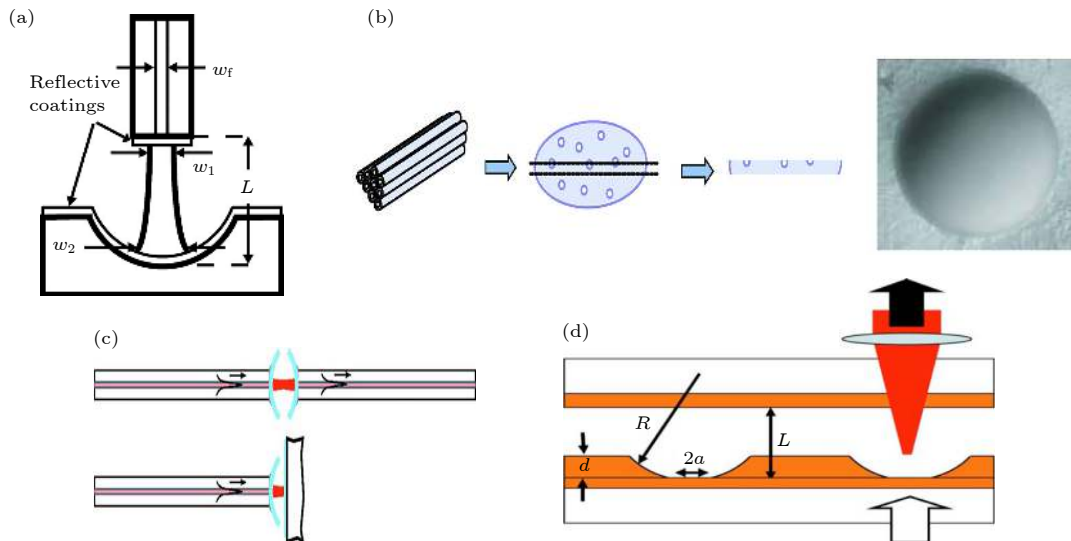 (a)
w_f
Reflective
coatings
w_1
L
w_2
(b)
(c)
(d)
R
L
2a
d